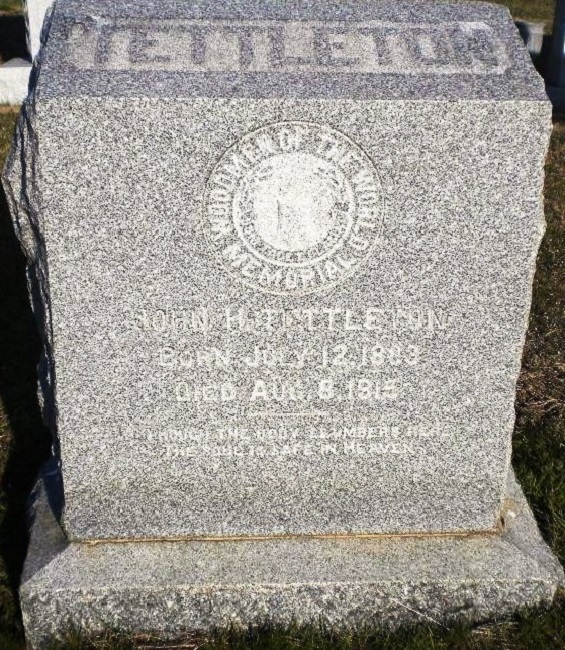 TETTLETON
WOODMEN OF THE WORLD
MEMORIAL
JOHN H. TETTLETON
BORN JULY 12, 1883
DIED AUG. 8, 1915
THOUGH THE BODY SLUMBERS HERE
THE SOUL IS SAFE IN HEAVEN